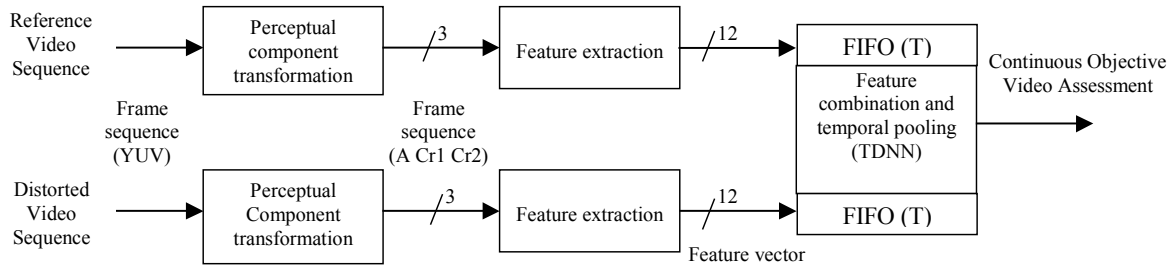 Reference
Video
Sequence
Perceptual
component
transformation
3
Feature extraction
12
FIFO (T)
Feature
combination and
temporal pooling
(TDNN)
FIFO (T)
Continuous Objective
Video Assessment
Frame
sequence
(YUV)
Frame
sequence
(A Cr1 Cr2)
Distorted
Video
Sequence
Perceptual
Component
transformation
3
Feature extraction
12
Feature vector